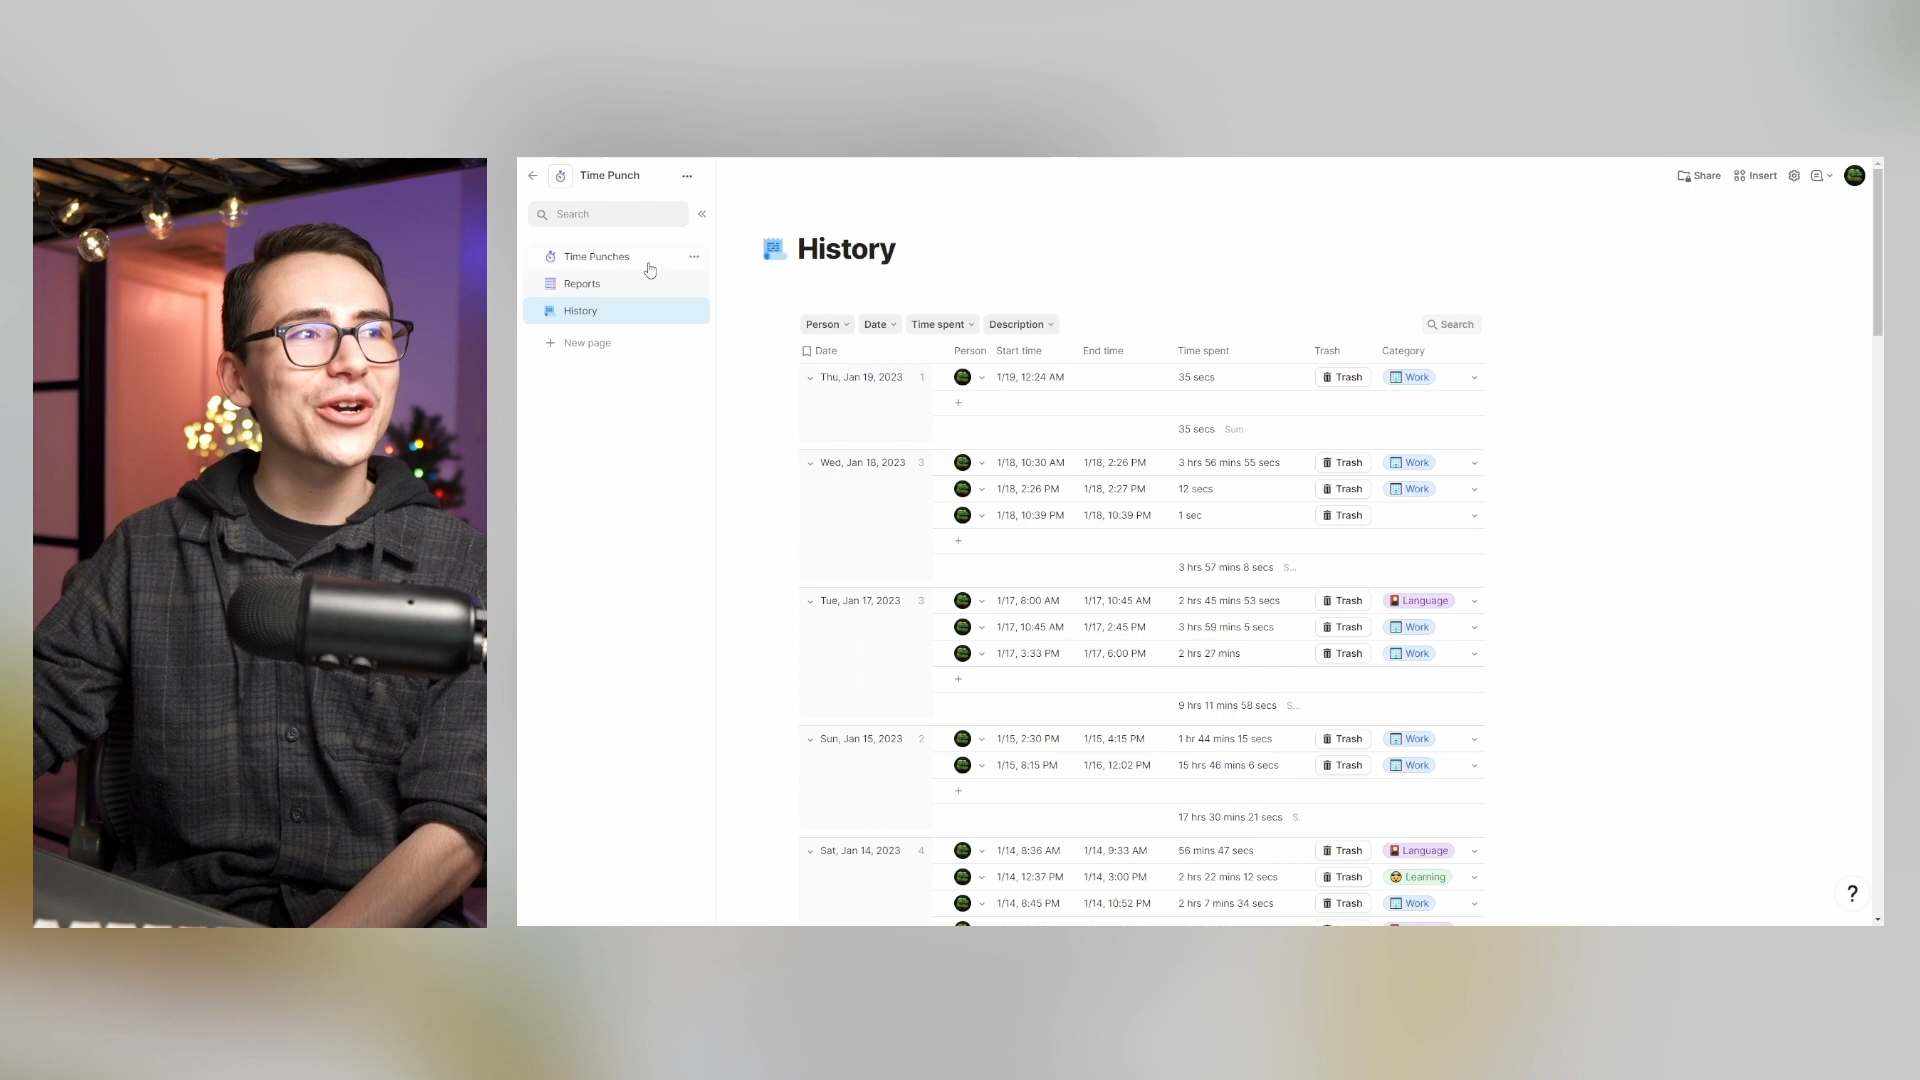 Time Punch
Share Insert
Search
Time Punches
Reports
History
New page
History
Person Date Time spent Description Search
Date Person Start time End time Time spent Trash Category
Thu, Jan 19, 2023 1 1/19, 12:24 AM 35 secs Trash Work
35 secs Sum
Wed, Jan 18, 2023 3 1/18, 10:30 AM 1/18, 2:26 PM 3 hrs 56 mins 55 secs Trash Work
1/18, 2:26 PM 1/18, 2:27 PM 12 secs Trash Work
1/18, 10:39 PM 1/18, 10:39 PM 1 sec Trash
3 hrs 57 mins 8 secs S...
Tue, Jan 17, 2023 3 1/17, 8:00 AM 1/17, 10:45 AM 2 hrs 45 mins 53 secs Trash Language
1/17, 10:45 AM 1/17, 2:45 PM 3 hrs 59 mins 5 secs Trash Work
1/17, 3:33 PM 1/17, 6:00 PM 2 hrs 27 mins Trash Work
9 hrs 11 mins 58 secs S...
Sun, Jan 15, 2023 2 1/15, 2:30 PM 1/15, 4:15 PM 1 hr 44 mins 15 secs Trash Work
1/15, 8:15 PM 1/16, 12:02 PM 15 hrs 46 mins 6 secs Trash Work
17 hrs 30 mins 21 secs S.
Sat, Jan 14, 2023 4 1/14, 8:36 AM 1/14, 9:33 AM 56 mins 47 secs Trash Language
1/14, 12:37 PM 1/14, 3:00 PM 2 hrs 22 mins 12 secs Trash Learning
1/14, 8:45 PM 1/14, 10:52 PM 2 hrs 7 mins 34 secs Trash Work
?